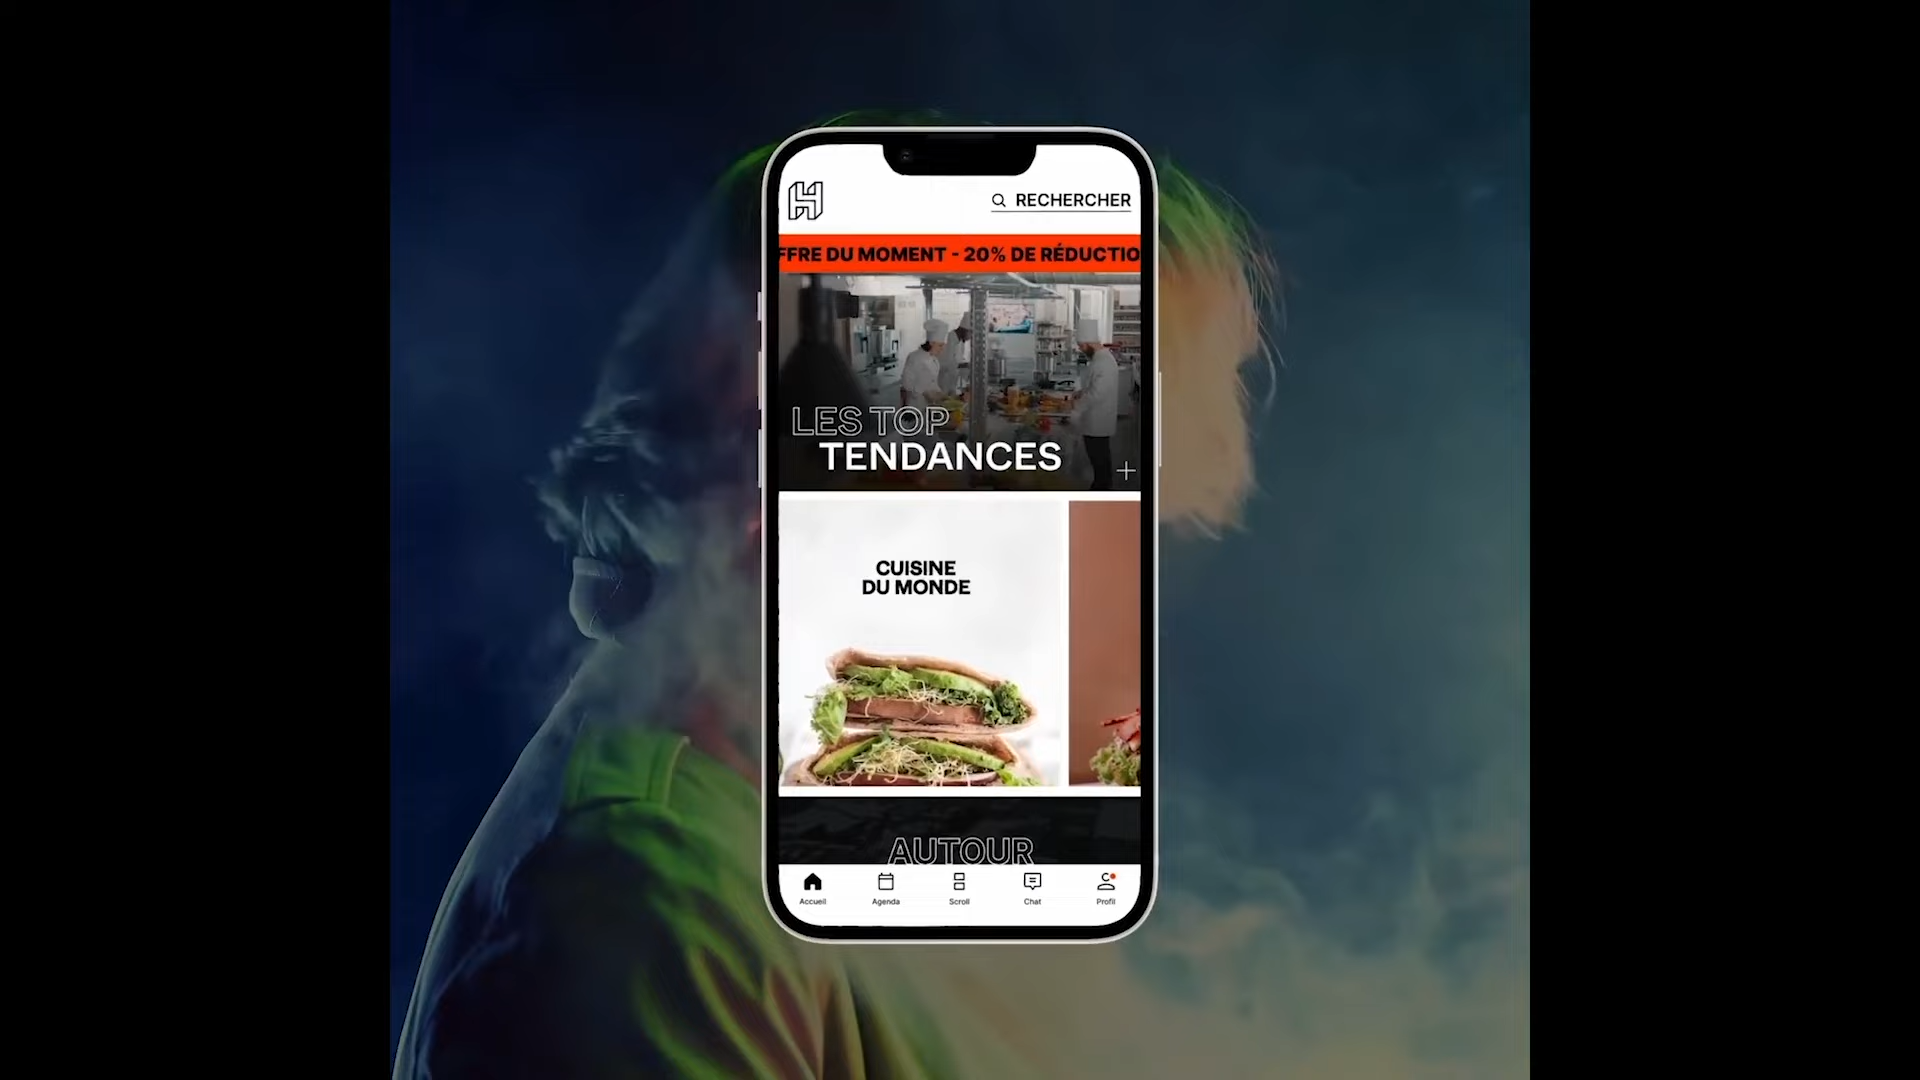 RECHERCHER
FFRE DU MOMENT - 20% DE RÉDUCTIO
LES TOP
TENDANCES
CUISINE
DU MONDE
AUTOUR
Accueil
Agenda
Scroll
Chat
Profil